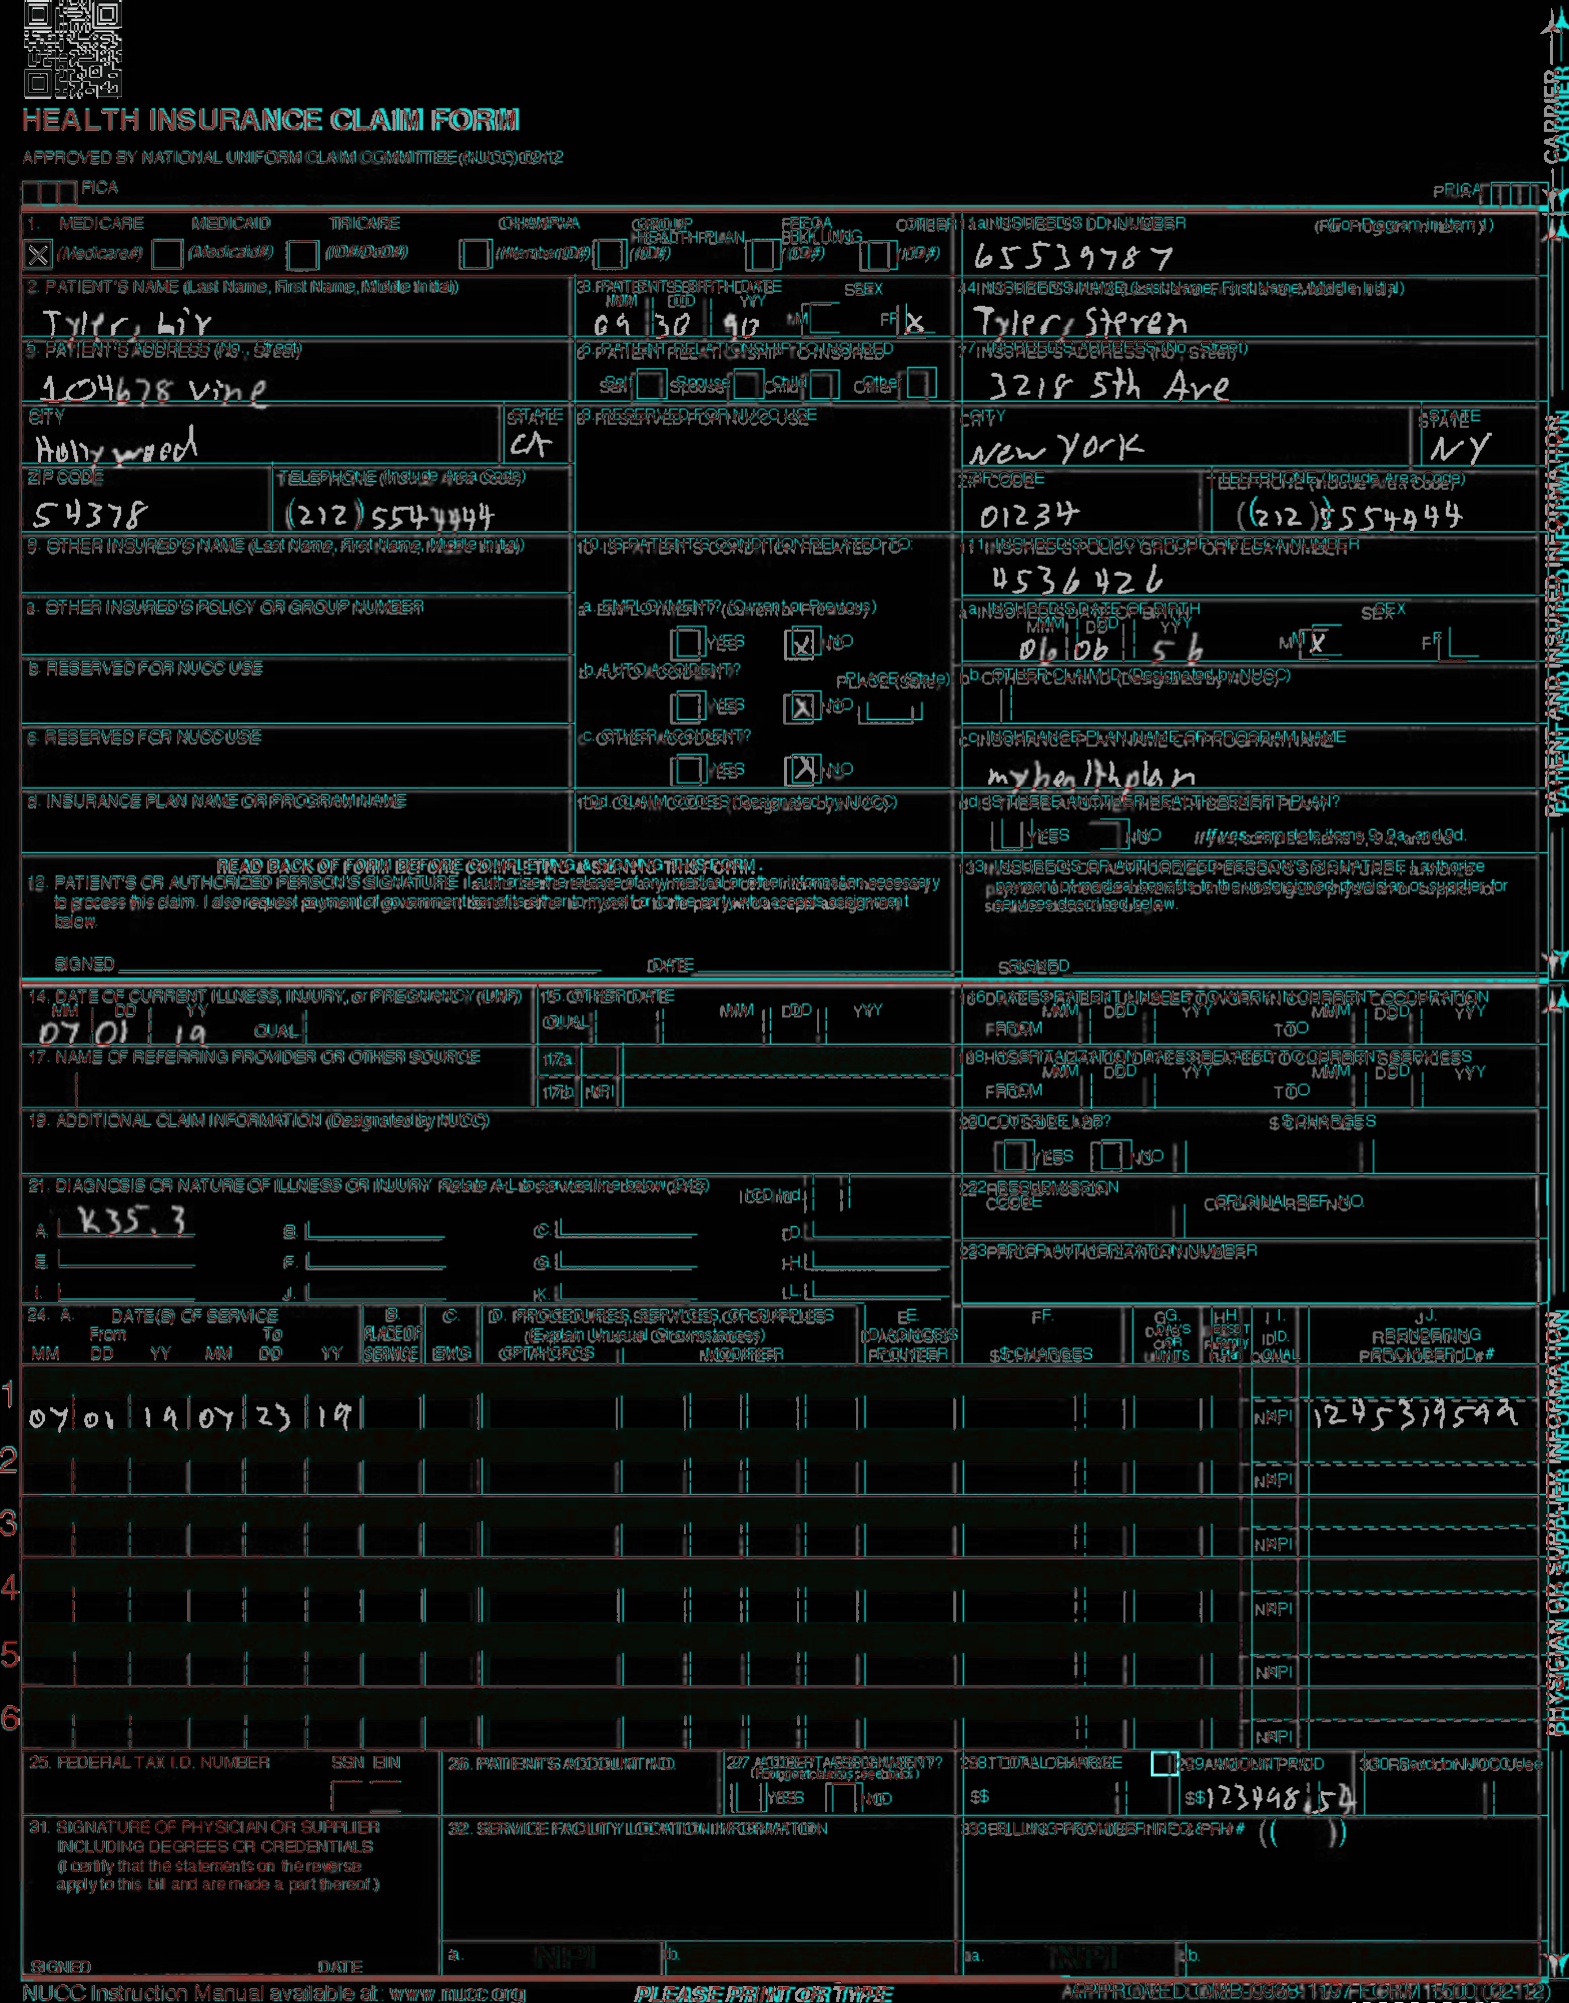 HEALTH INSURANCE CLAIM FORM
APPROVED BY NATIONAL UNIFORM CLAIM COMMITTEE (NUCC) 02/12
PICA PICA
CARRIER
1. MEDICARE MEDICAID TRICARE CHAMPVA GROUP HEALTH PLAN FECA BLK LUNG OTHER 1a. INSURED'S I.D. NUMBER (For Program in Item 1)
X (Medicare#) (Medicaid#) (ID#/DoD#) (Member ID#) (ID#) (ID#) (ID#) 65539787
2. PATIENT'S NAME (Last Name, First Name, Middle Initial) 3. PATIENT'S BIRTH DATE SEX 4. INSURED'S NAME (Last Name, First Name, Middle Initial)
MM DD YY
Tyler, Liv 09 30 90 M F X Tyler, Steven
5. PATIENT'S ADDRESS (No., Street) 6. PATIENT RELATIONSHIP TO INSURED 7. INSURED'S ADDRESS (No., Street)
104678 Vine Self Spouse Child Other 3218 5th Ave
CITY STATE 8. RESERVED FOR NUCC USE CITY STATE
Hollywood CA New York NY
ZIP CODE TELEPHONE (Include Area Code) ZIP CODE TELEPHONE (Include Area Code)
54378 (212) 5544444 01234 (212) 5554444
9. OTHER INSURED'S NAME (Last Name, First Name, Middle Initial) 10. IS PATIENT'S CONDITION RELATED TO: 11. INSURED'S POLICY GROUP OR FECA NUMBER
4536426
a. OTHER INSURED'S POLICY OR GROUP NUMBER a. EMPLOYMENT? (Current or Previous) a. INSURED'S DATE OF BIRTH SEX
MM DD YY
YES X NO 06 06 56 M X F
b. RESERVED FOR NUCC USE b. AUTO ACCIDENT? PLACE (State) b. OTHER CLAIM ID (Designated by NUCC)
YES X NO
c. RESERVED FOR NUCC USE c. OTHER ACCIDENT? c. INSURANCE PLAN NAME OR PROGRAM NAME
YES X NO myhealthplan
d. INSURANCE PLAN NAME OR PROGRAM NAME 10d. CLAIM CODES (Designated by NUCC) d. IS THERE ANOTHER HEALTH BENEFIT PLAN?
YES NO If yes, complete items 9, 9a, and 9d.
READ BACK OF FORM BEFORE COMPLETING & SIGNING THIS FORM.
12. PATIENT'S OR AUTHORIZED PERSON'S SIGNATURE I authorize the release of any medical or other information necessary
to process this claim. I also request payment of government benefits either to myself or to the party who accepts assignment
below.
SIGNED DATE
13. INSURED'S OR AUTHORIZED PERSON'S SIGNATURE I authorize
payment of medical benefits to the undersigned physician or supplier for
services described below.
SIGNED
PATIENT AND INSURED INFORMATION
14. DATE OF CURRENT ILLNESS, INJURY, or PREGNANCY (LMP) 15. OTHER DATE 16. DATES PATIENT UNABLE TO WORK IN CURRENT OCCUPATION
MM DD YY MM DD YY MM DD YY MM DD YY
07 01 19 QUAL. QUAL. FROM TO
17. NAME OF REFERRING PROVIDER OR OTHER SOURCE 17a. 18. HOSPITALIZATION DATES RELATED TO CURRENT SERVICES
MM DD YY MM DD YY
17b. NPI FROM TO
19. ADDITIONAL CLAIM INFORMATION (Designated by NUCC) 20. OUTSIDE LAB? $ CHARGES
YES NO
21. DIAGNOSIS OR NATURE OF ILLNESS OR INJURY Relate A-L to service line below (24E) ICD Ind. 22. RESUBMISSION CODE ORIGINAL REF. NO.
A. K35.3 B. C. D.
E. F. G. H. 23. PRIOR AUTHORIZATION NUMBER
I. J. K. L.
24. A. DATE(S) OF SERVICE B. C. D. PROCEDURES, SERVICES, OR SUPPLIES E. F. G. H. I. J.
From To PLACE OF (Explain Unusual Circumstances) DIAGNOSIS DAYS OR EPSDT Family ID. RENDERING
MM DD YY MM DD YY SERVICE EMG CPT/HCPCS MODIFIER POINTER $ CHARGES UNITS Plan QUAL. PROVIDER ID. #
1 07 01 19 07 23 19 NPI 1245319599
2 NPI
3 NPI
4 NPI
5 NPI
6 NPI
PHYSICIAN OR SUPPLIER INFORMATION
25. FEDERAL TAX I.D. NUMBER SSN EIN 26. PATIENT'S ACCOUNT NO. 27. ACCEPT ASSIGNMENT? 28. TOTAL CHARGE 29. AMOUNT PAID 30. Rsvd for NUCC Use
YES NO $ $ 123498.54
31. SIGNATURE OF PHYSICIAN OR SUPPLIER
INCLUDING DEGREES OR CREDENTIALS
(I certify that the statements on the reverse
apply to this bill and are made a part thereof.)
SIGNED DATE
32. SERVICE FACILITY LOCATION INFORMATION
a. NPI b.
33. BILLING PROVIDER INFO & PH # ( )
a. NPI b.
NUCC Instruction Manual available at: www.nucc.org PLEASE PRINT OR TYPE APPROVED OMB-0938-1197 FORM 1500 (02-12)